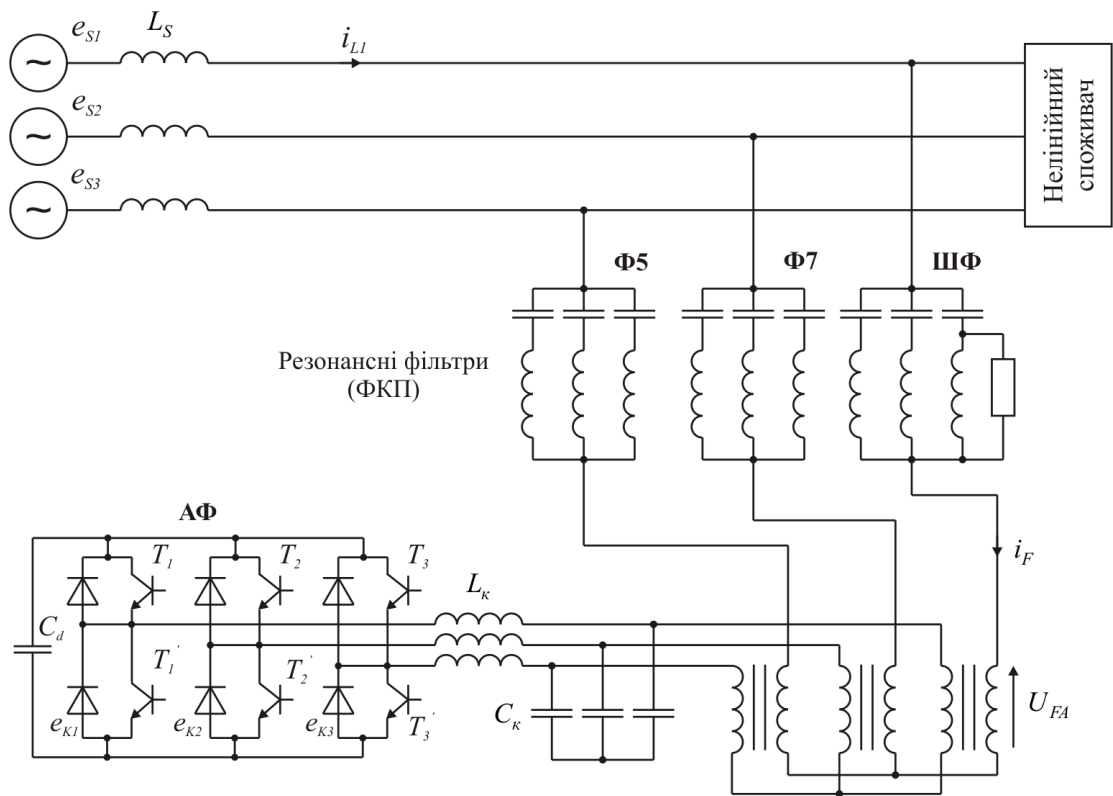 e_S1
L_S
i_L1
~
e_S2
~
e_S3
~
Нелінійний
споживач
Ф5
Ф7
ШФ
Резонансні фільтри
(ФКП)
АФ
T_1
T_2
T_3
L_к
i_F
C_d
T_1'
T_2'
T_3'
e_K1
e_K2
e_K3
C_к
U_FA